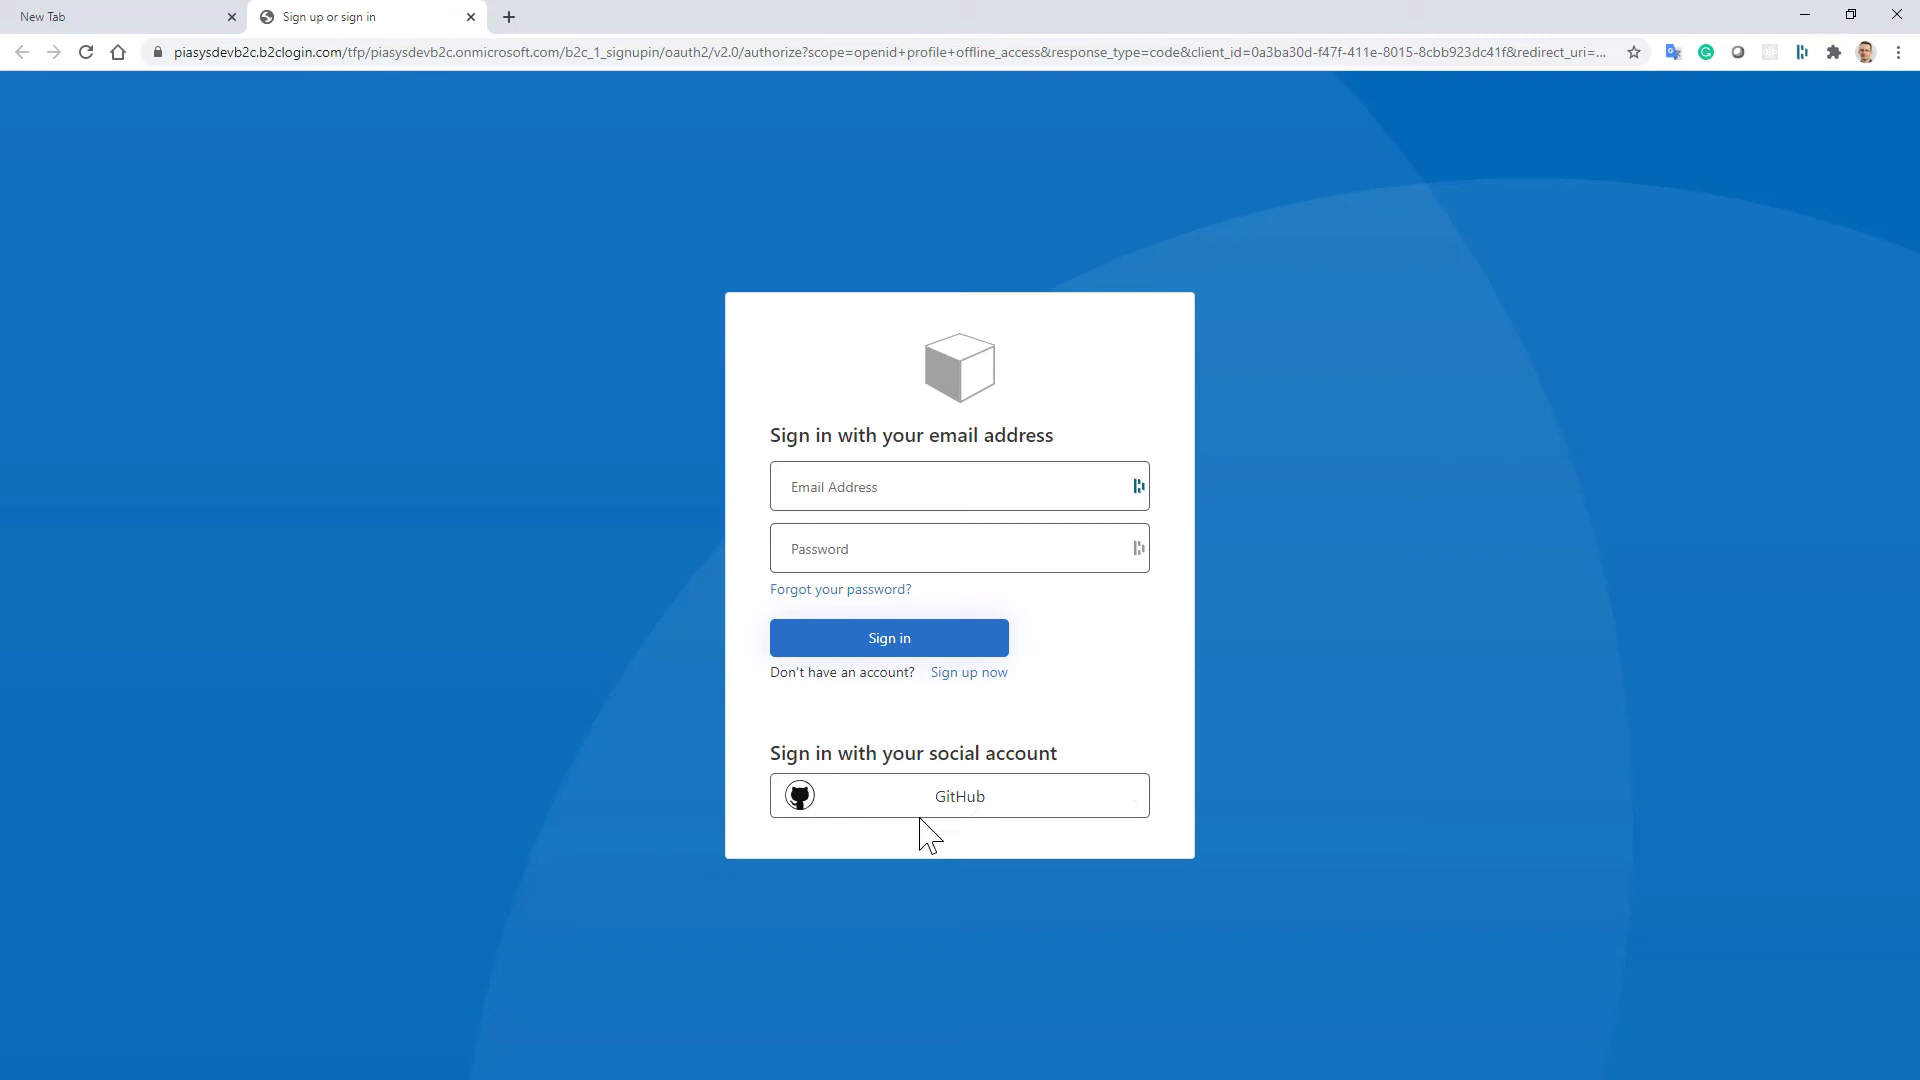 New Tab
Sign up or sign in
piasysdevb2c.b2clogin.com/tfp/piasysdevb2c.onmicrosoft.com/b2c_1_signupin/oauth2/v2.0/authorize?scope=openid+profile+offline_access&response_type=code&client_id=0a3ba30d-f47f-411e-8015-8cbb923dc41f&redirect_uri=...
Sign in with your email address
Email Address
Password
Forgot your password?
Sign in
Don't have an account? Sign up now
Sign in with your social account
GitHub